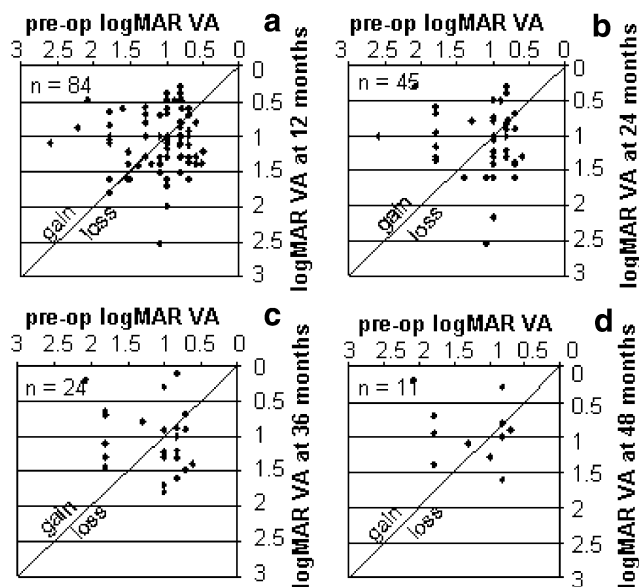 pre-op logMAR VA
a
3 2.5 2 1.5 1 0.5 0
n = 84
0
0.5
1
1.5
2
2.5
3
gain
loss
logMAR VA at 12 months
pre-op logMAR VA
b
3 2.5 2 1.5 1 0.5 0
n = 45
0
0.5
1
1.5
2
2.5
3
gain
loss
logMAR VA at 24 months
pre-op logMAR VA
c
3 2.5 2 1.5 1 0.5 0
n = 24
0
0.5
1
1.5
2
2.5
3
gain
loss
logMAR VA at 36 months
pre-op logMAR VA
d
3 2.5 2 1.5 1 0.5 0
n = 11
0
0.5
1
1.5
2
2.5
3
gain
loss
logMAR VA at 48 months